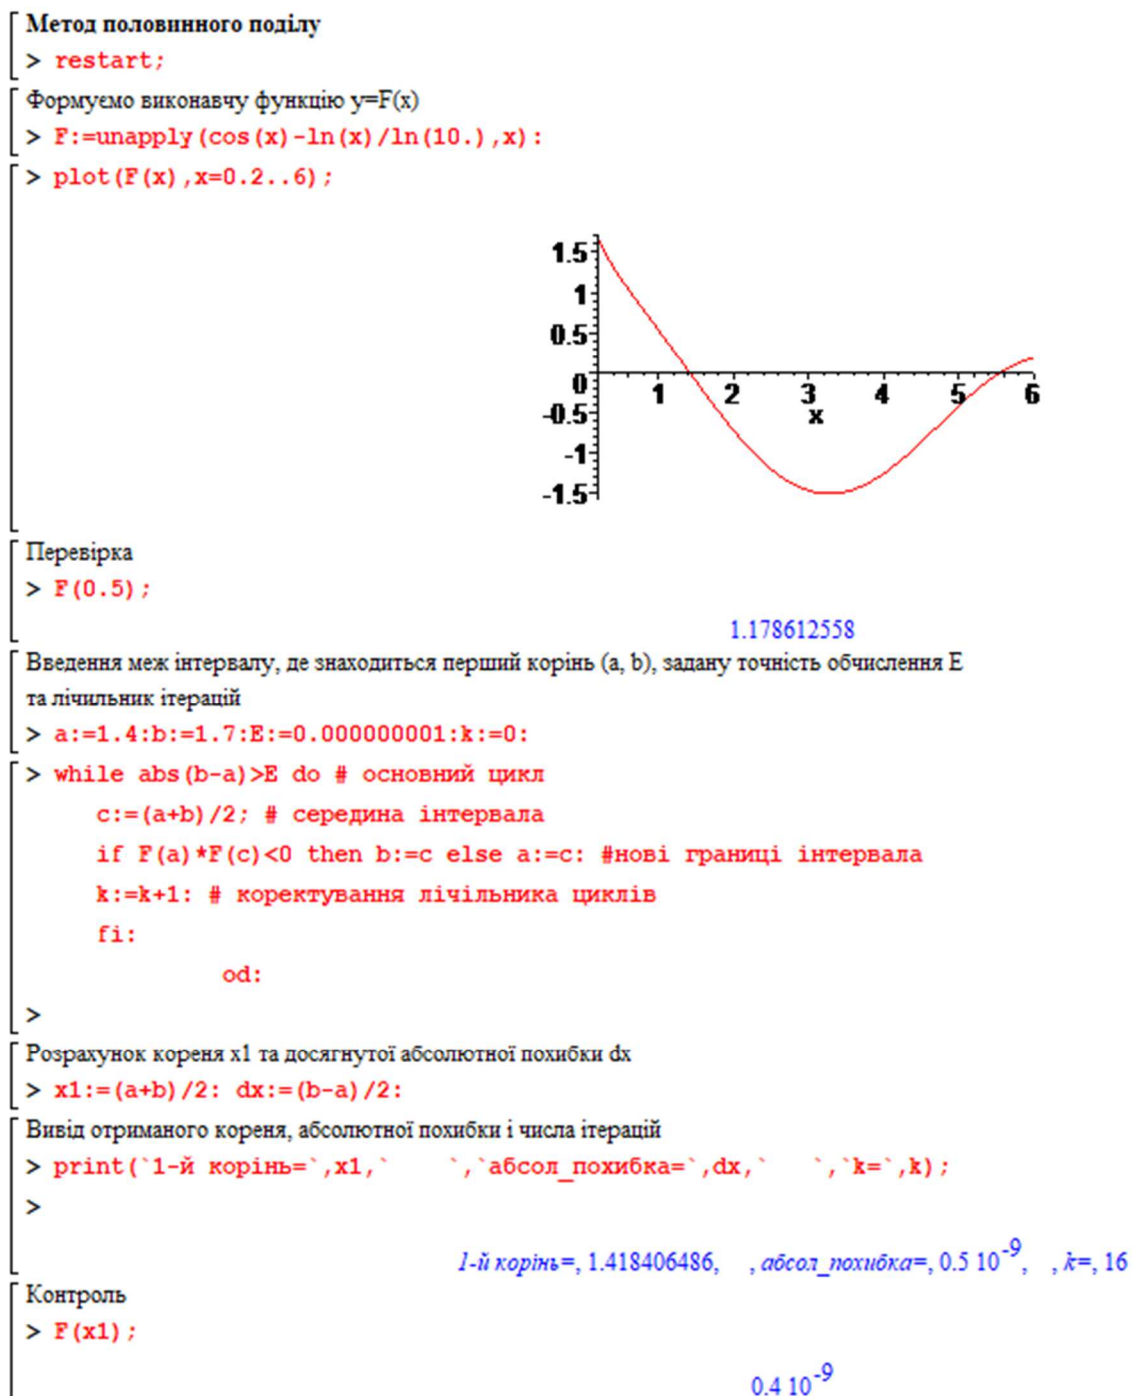 Метод половинного поділу
> restart;
Формуємо виконавчу функцію y=F(x)
> F:=unapply(cos(x)-ln(x)/ln(10.),x):
> plot(F(x),x=0.2..6);
1.5
1
0.5
0
-0.5
-1
-1.5
1 2 3 4 5 6
x
Перевірка
> F(0.5);
1.178612558
Введення меж інтервалу, де знаходиться перший корінь (a, b), задану точність обчислення E
та лічильник ітерацій
> a:=1.4:b:=1.7:E:=0.000000001:k:=0:
> while abs(b-a)>E do # основний цикл
c:=(a+b)/2; # середина інтервала
if F(a)*F(c)<0 then b:=c else a:=c: #нові границі інтервала
k:=k+1: # коректування лічільника циклів
fi:
od:
>
Розрахунок кореня x1 та досягнутої абсолютної похибки dx
> x1:=(a+b)/2: dx:=(b-a)/2:
Вивід отриманого кореня, абсолютної похибки і числа ітерацій
> print(`1-й корінь=`,x1,`    `,`абсол_похибка=`,dx,`    `,`k=`,k);
>
1-й корінь=, 1.418406486,    , абсол_похибка=, 0.5 10^-9,    , k=, 16
Контроль
> F(x1);
0.4 10^-9